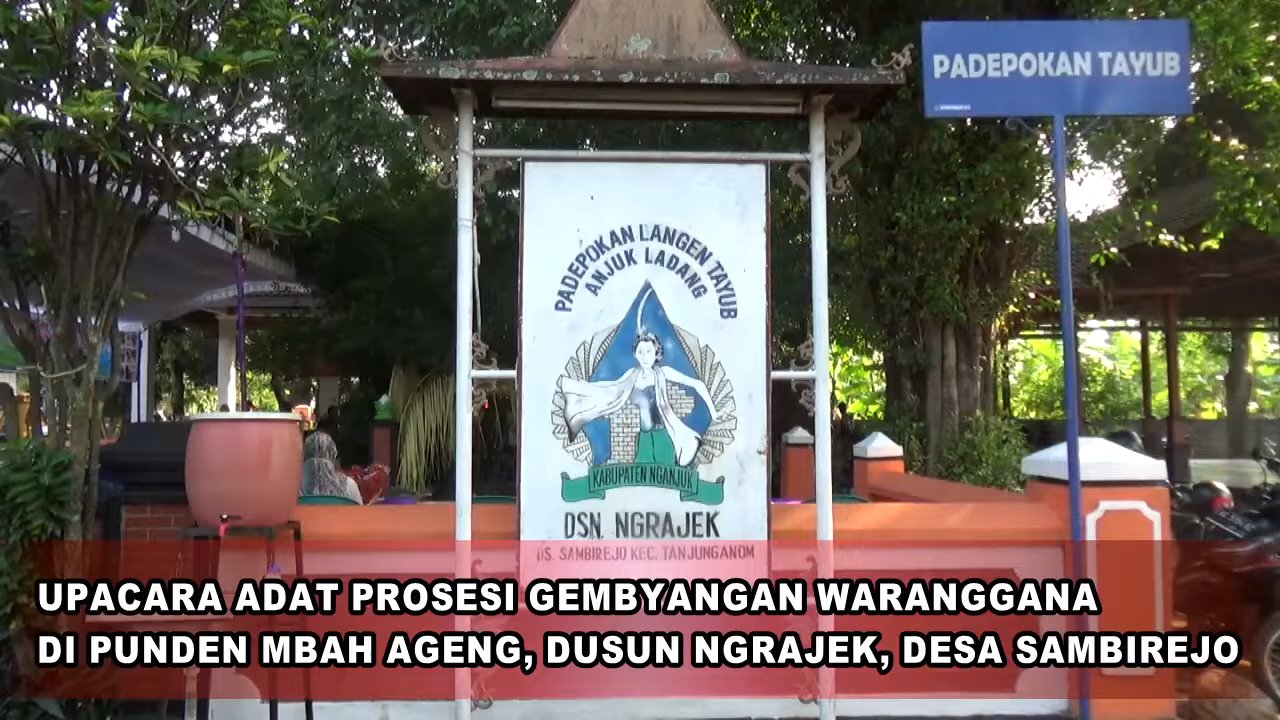 PADEPOKAN TAYUB
PADEPOKAN LANGEN TAYUB
ANJUK LADANG
KABUPATEN NGANJUK
DSN. NGRAJEK
DS. SAMBIREJO KEC. TANJUNGANOM
UPACARA ADAT PROSESI GEMBYANGAN WARANGGANA
DI PUNDEN MBAH AGENG, DUSUN NGRAJEK, DESA SAMBIREJO